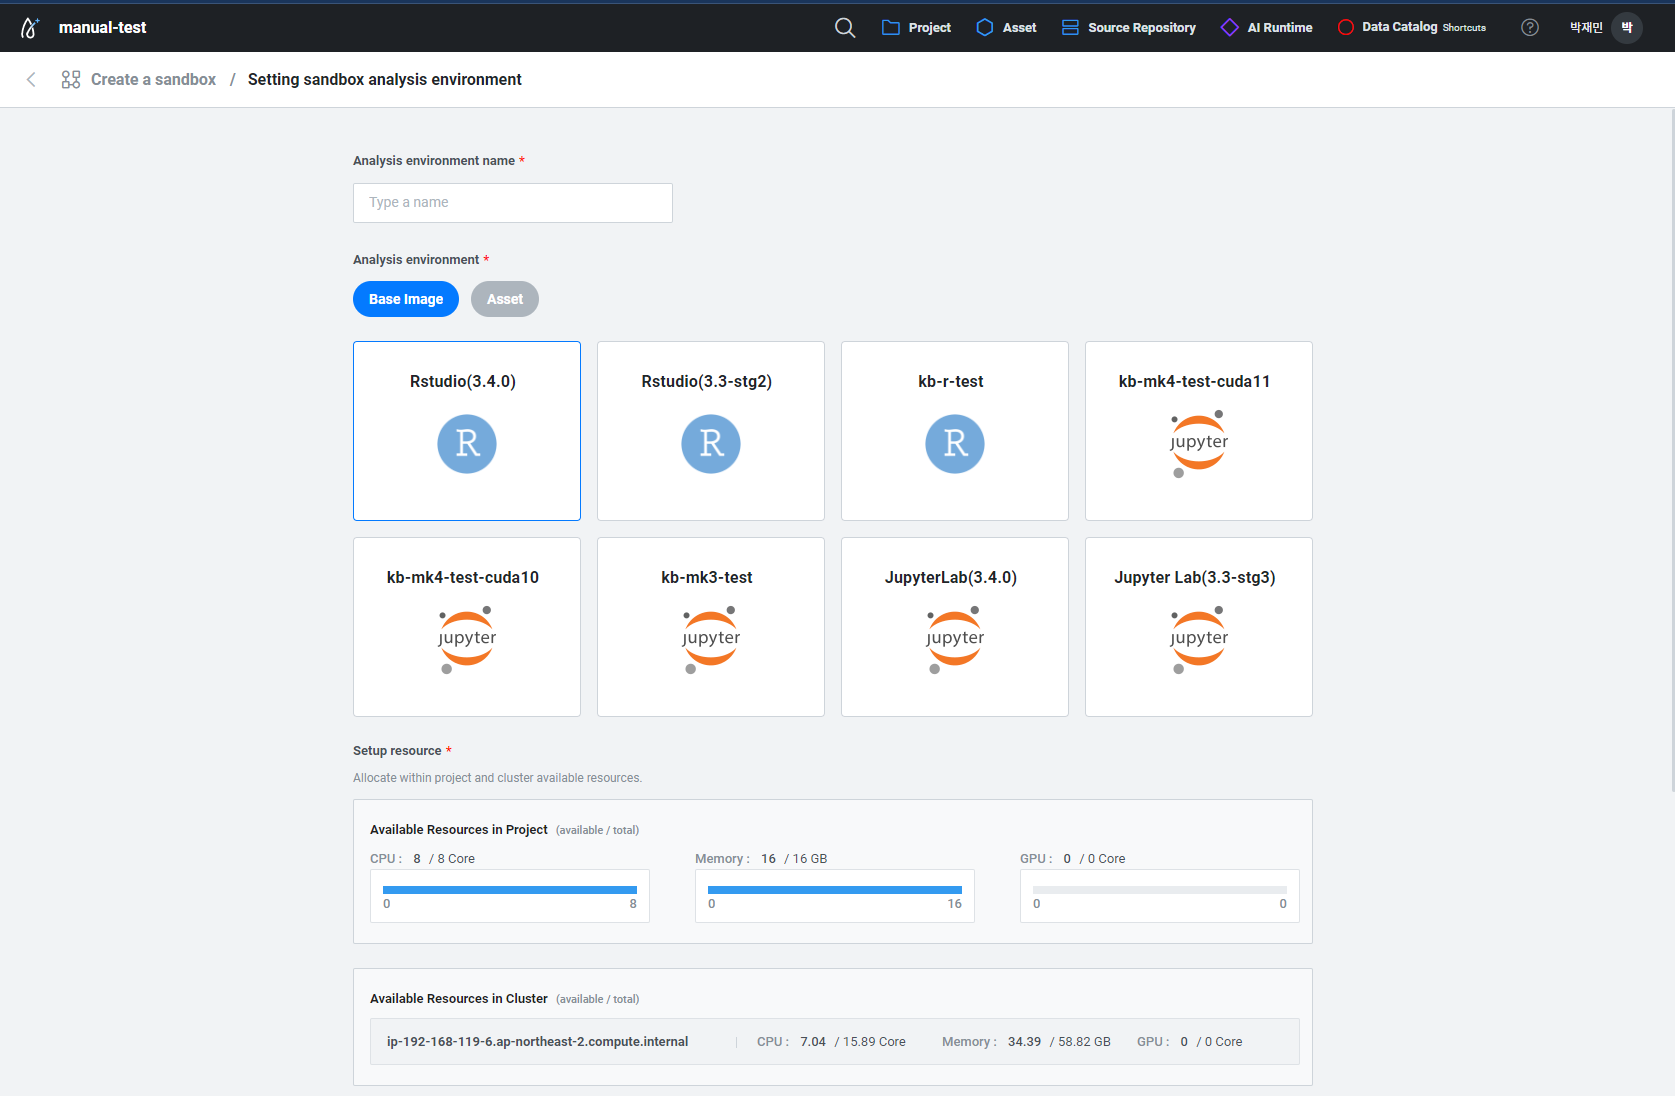 manual-test
Project
Asset
Source Repository
AI Runtime
Data Catalog Shortcuts
?
박재민
박
Create a sandbox / Setting sandbox analysis environment
Analysis environment name *
Type a name
Analysis environment *
Base Image
Asset
Rstudio(3.4.0)
R
Rstudio(3.3-stg2)
R
kb-r-test
R
kb-mk4-test-cuda11
jupyter
kb-mk4-test-cuda10
jupyter
kb-mk3-test
jupyter
JupyterLab(3.4.0)
jupyter
Jupyter Lab(3.3-stg3)
jupyter
Setup resource *
Allocate within project and cluster available resources.
Available Resources in Project (available / total)
CPU : 8 / 8 Core
0 8
Memory : 16 / 16 GB
0 16
GPU : 0 / 0 Core
0 0
Available Resources in Cluster (available / total)
ip-192-168-119-6.ap-northeast-2.compute.internal | CPU : 7.04 / 15.89 Core Memory : 34.39 / 58.82 GB GPU : 0 / 0 Core